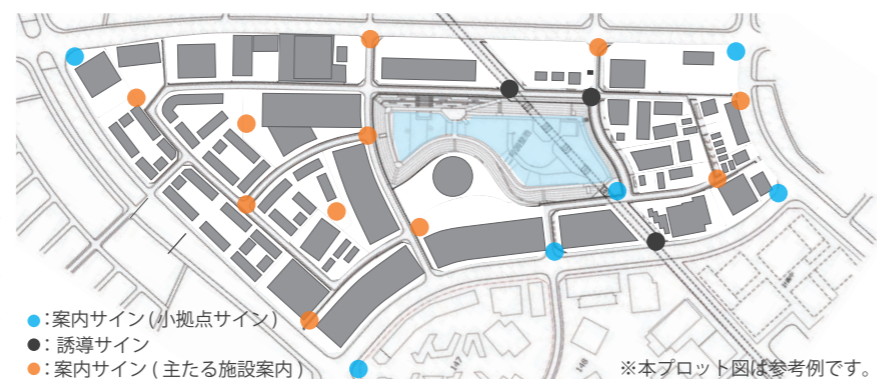 ●：案内サイン(小拠点サイン)
●：誘導サイン
●：案内サイン(主たる施設案内)
※本プロット図は参考例です。
147
148